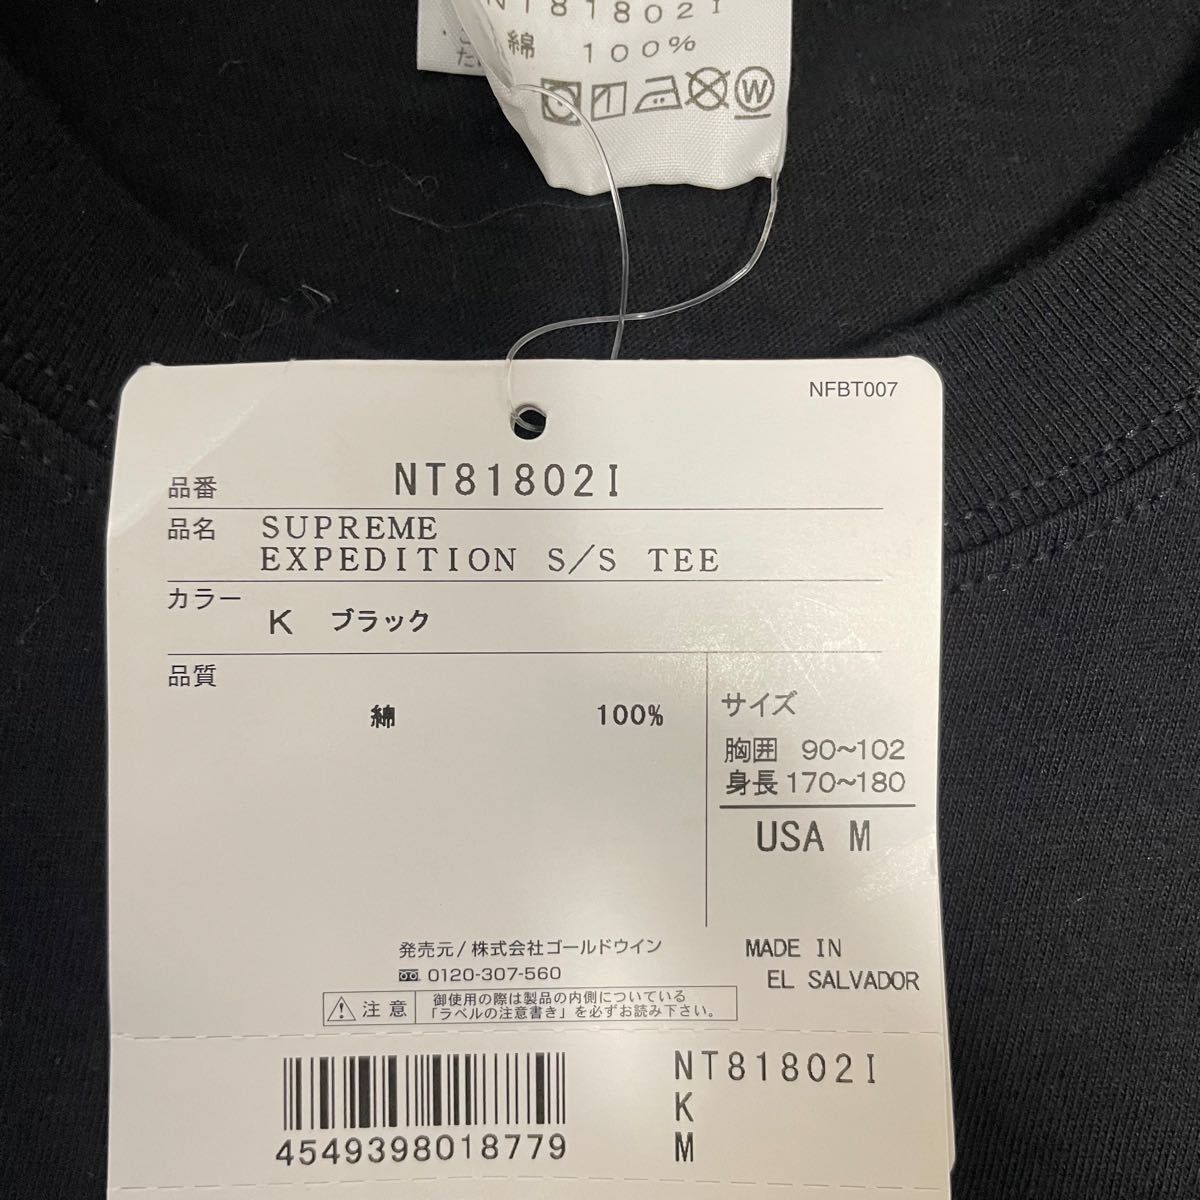 NT81802I
綿 100%
W
NFBT007
品番 NT81802I
品名 SUPREME
EXPEDITION S/S TEE
カラー
K ブラック
品質
綿 100%
サイズ
胸囲 90〜102
身長 170〜180
USA M
発売元/株式会社ゴールドウイン
0120-307-560
MADE IN
EL SALVADOR
注意
御使用の際は製品の内側についている
「ラベルの注意書き」を必ずお読み下さい。
NT81802I
K
M
4549398018779